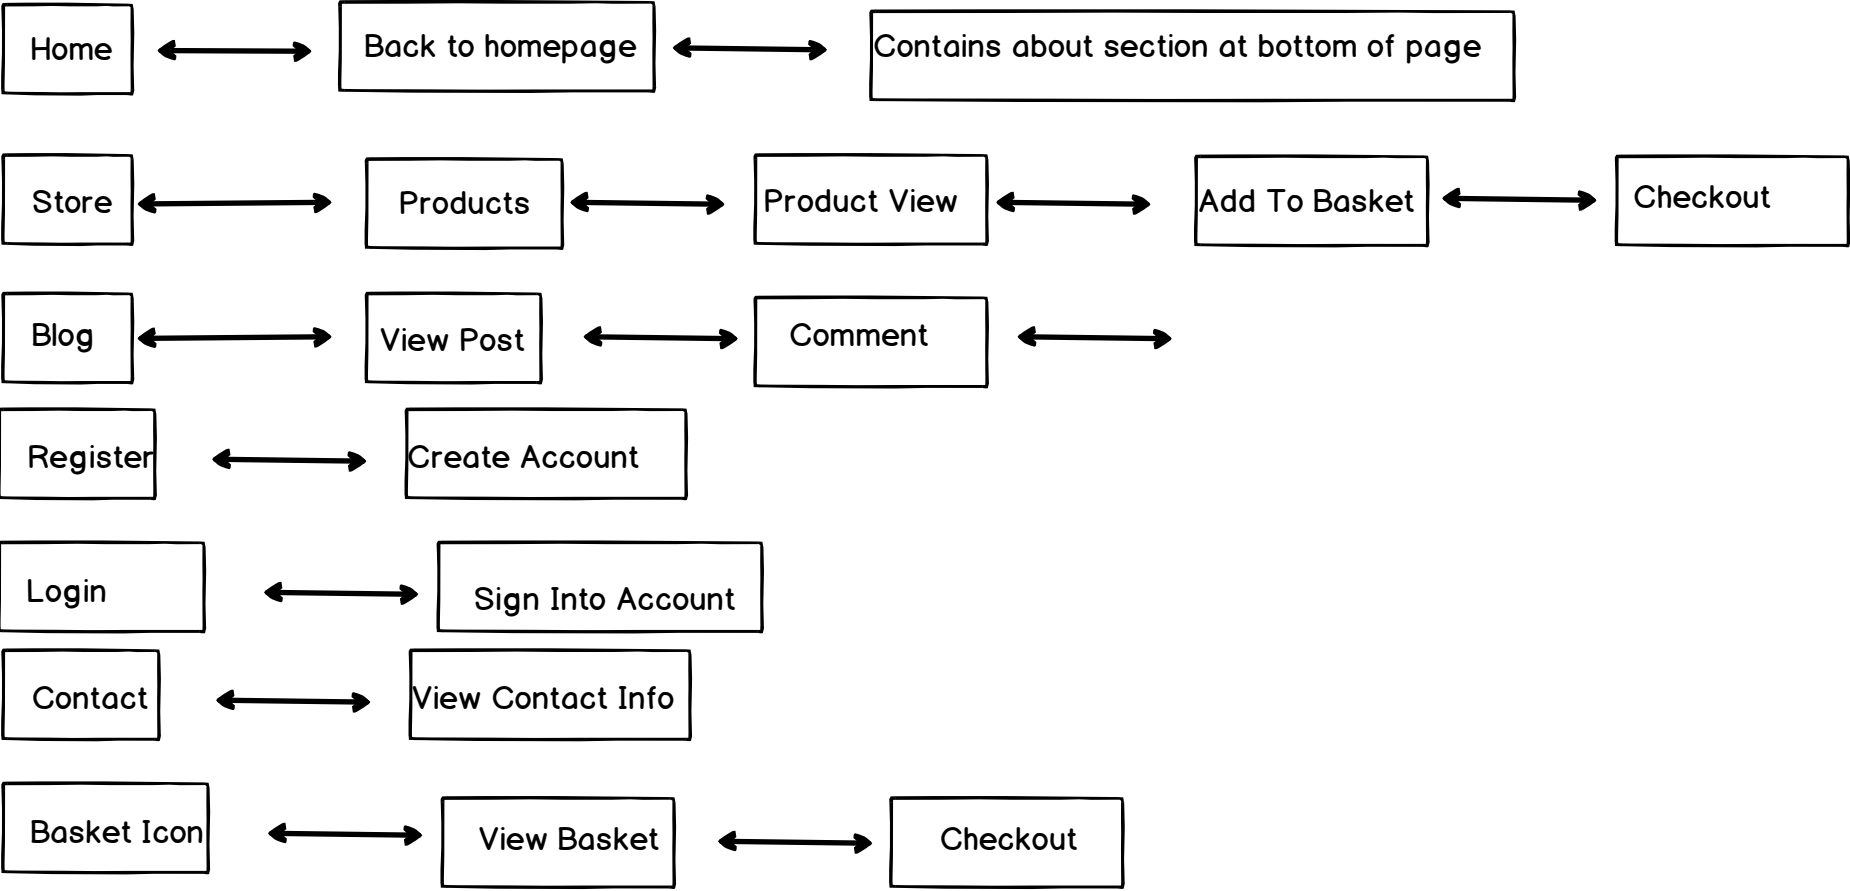 Home
Back to homepage
Contains about section at bottom of page
Store
Products
Product View
Add To Basket
Checkout
Blog
View Post
Comment
Register
Create Account
Login
Sign Into Account
Contact
View Contact Info
Basket Icon
View Basket
Checkout